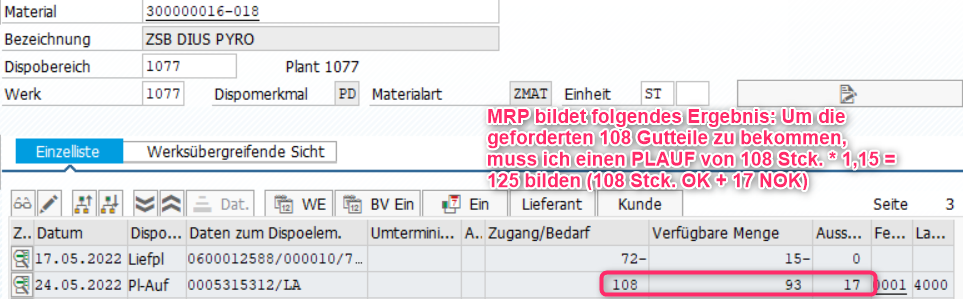 Material 300000016-018
Bezeichnung ZSB DIUS PYRO
Dispobereich 1077 Plant 1077
Werk 1077 Dispomerkmal PD Materialart ZMAT Einheit ST
MRP bildet folgendes Ergebnis: Um die
geforderten 108 Gutteile zu bekommen,
muss ich einen PLAUF von 108 Stck. * 1,15 =
125 bilden (108 Stck. OK + 17 NOK)
Einzelliste Werksübergreifende Sicht
Dat. WE BV Ein Ein Lieferant Kunde Seite 3
Z.. Datum Dispo... Daten zum Dispoelem. Umtermini... A.. Zugang/Bedarf Verfügbare Menge Auss... Fe... La...
17.05.2022 Liefpl 0600012588/000010/7... 72- 15- 0
24.05.2022 Pl-Auf 0005315312/LA 108 93 17 0001 4000